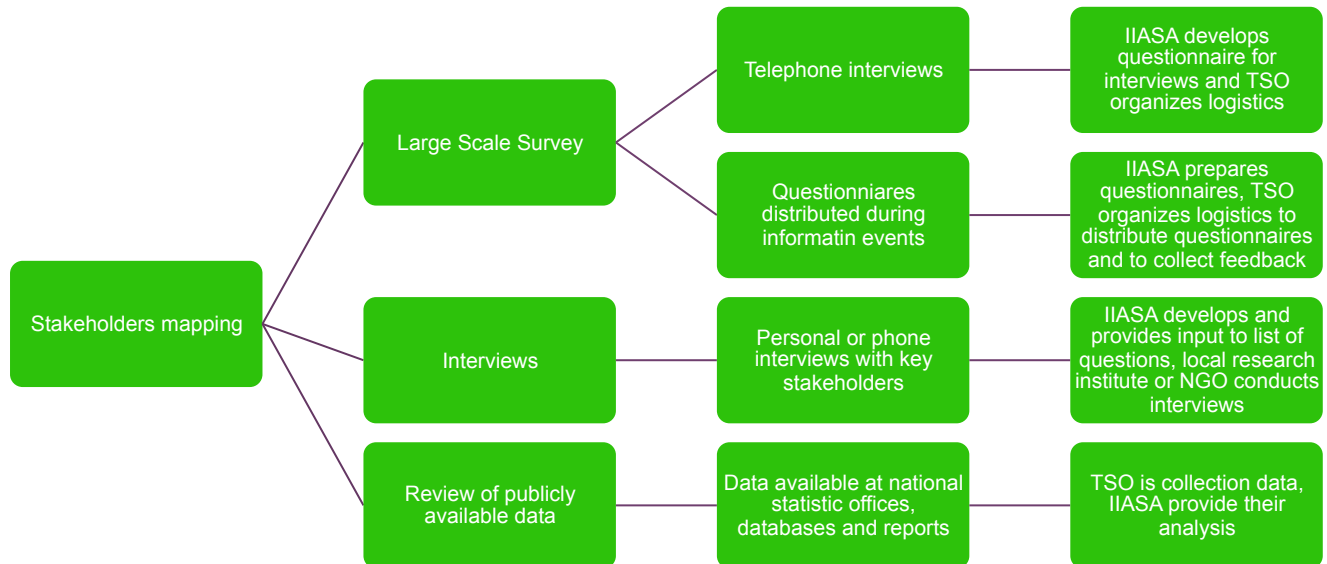 Stakeholders mapping
Large Scale Survey
Telephone interviews
IIASA develops
questionnaire for
interviews and TSO
organizes logistics
Questionniares
distributed during
informatin events
IIASA prepares
questionnaires, TSO
organizes logistics to
distribute questionnaires
and to collect feedback
Interviews
Personal or phone
interviews with key
stakeholders
IIASA develops and
provides input to list of
questions, local research
institute or NGO conducts
interviews
Review of publicly
available data
Data available at national
statistic offices,
databases and reports
TSO is collection data,
IIASA provide their
analysis